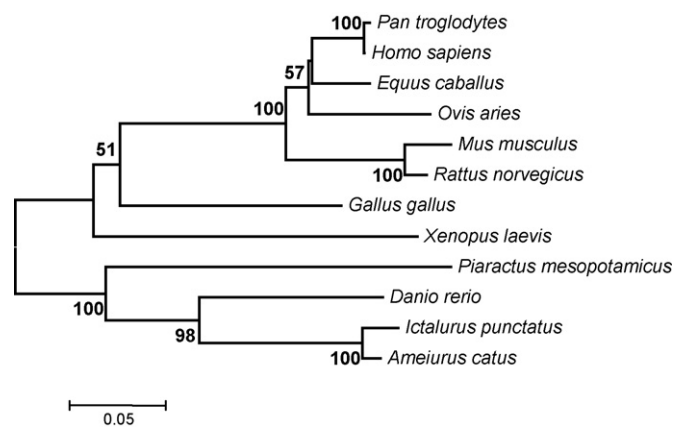 100 Pan troglodytes
Homo sapiens
57 Equus caballus
100 Ovis aries
51 Mus musculus
100 Rattus norvegicus
Gallus gallus
Xenopus laevis
Piaractus mesopotamicus
100 Danio rerio
98 Ictalurus punctatus
100 Ameiurus catus
0.05